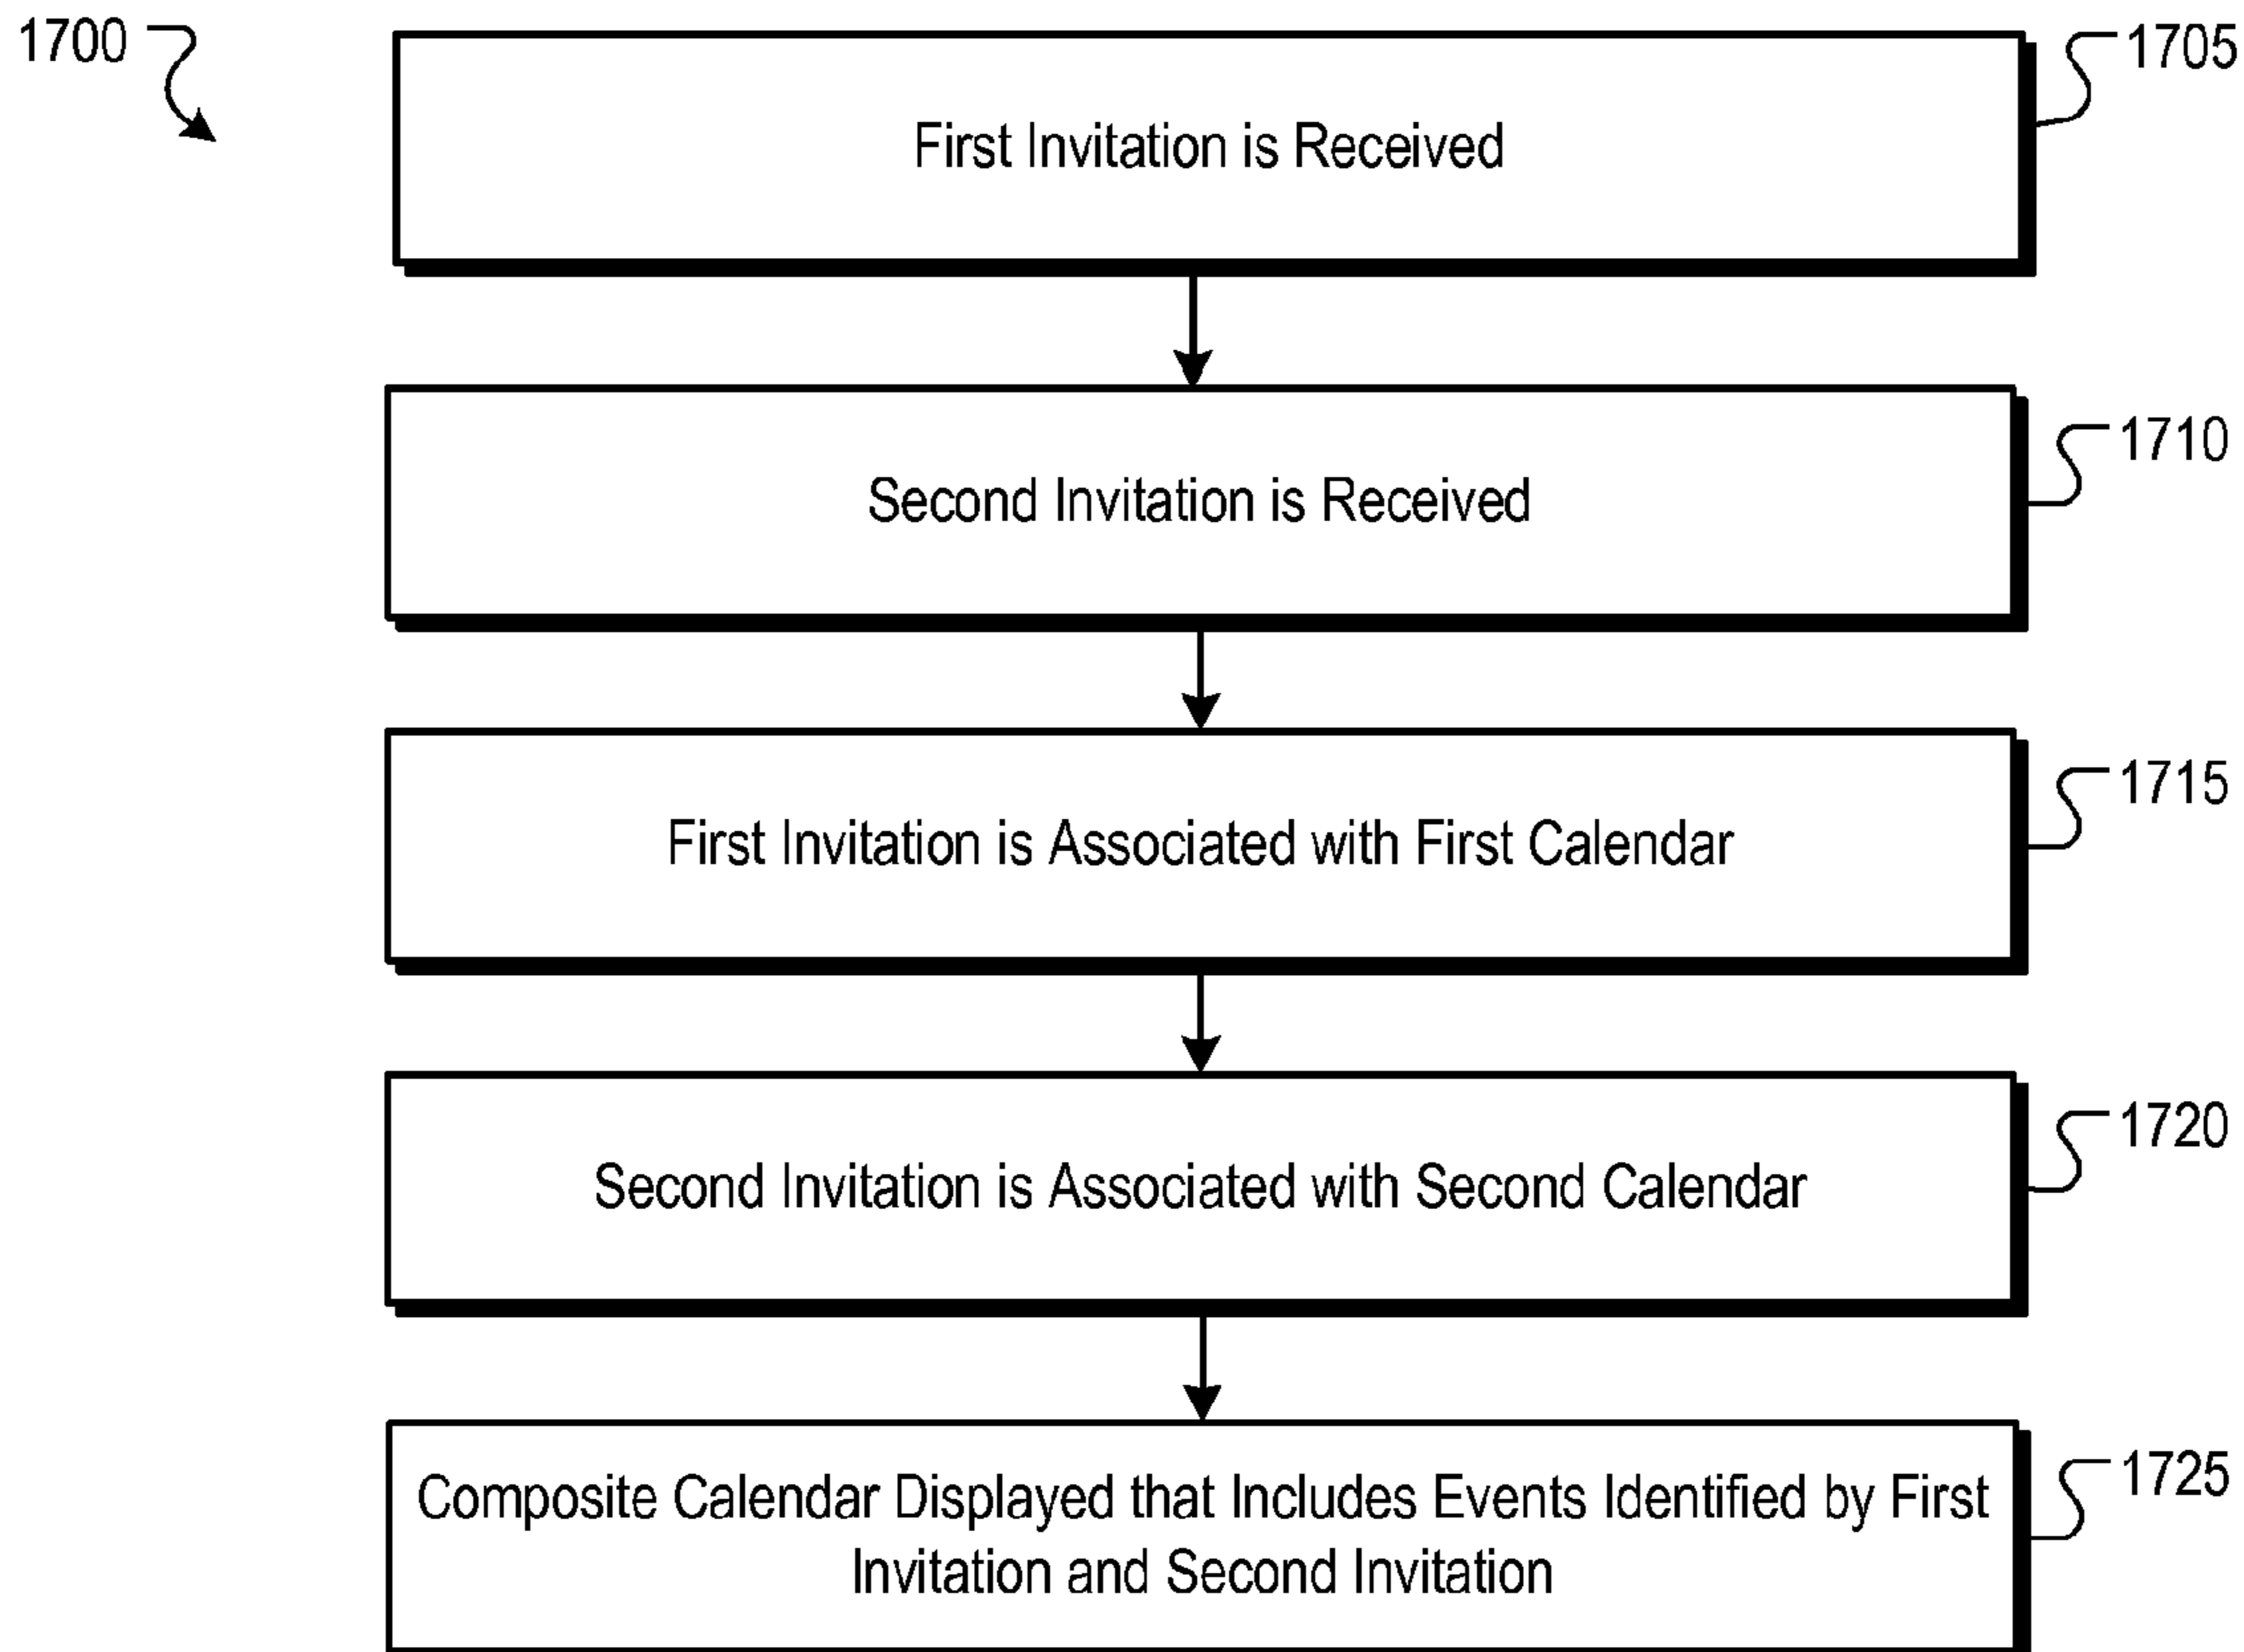 1700
1705
First Invitation is Received
1710
Second Invitation is Received
1715
First Invitation is Associated with First Calendar
1720
Second Invitation is Associated with Second Calendar
1725
Composite Calendar Displayed that Includes Events Identified by First
Invitation and Second Invitation